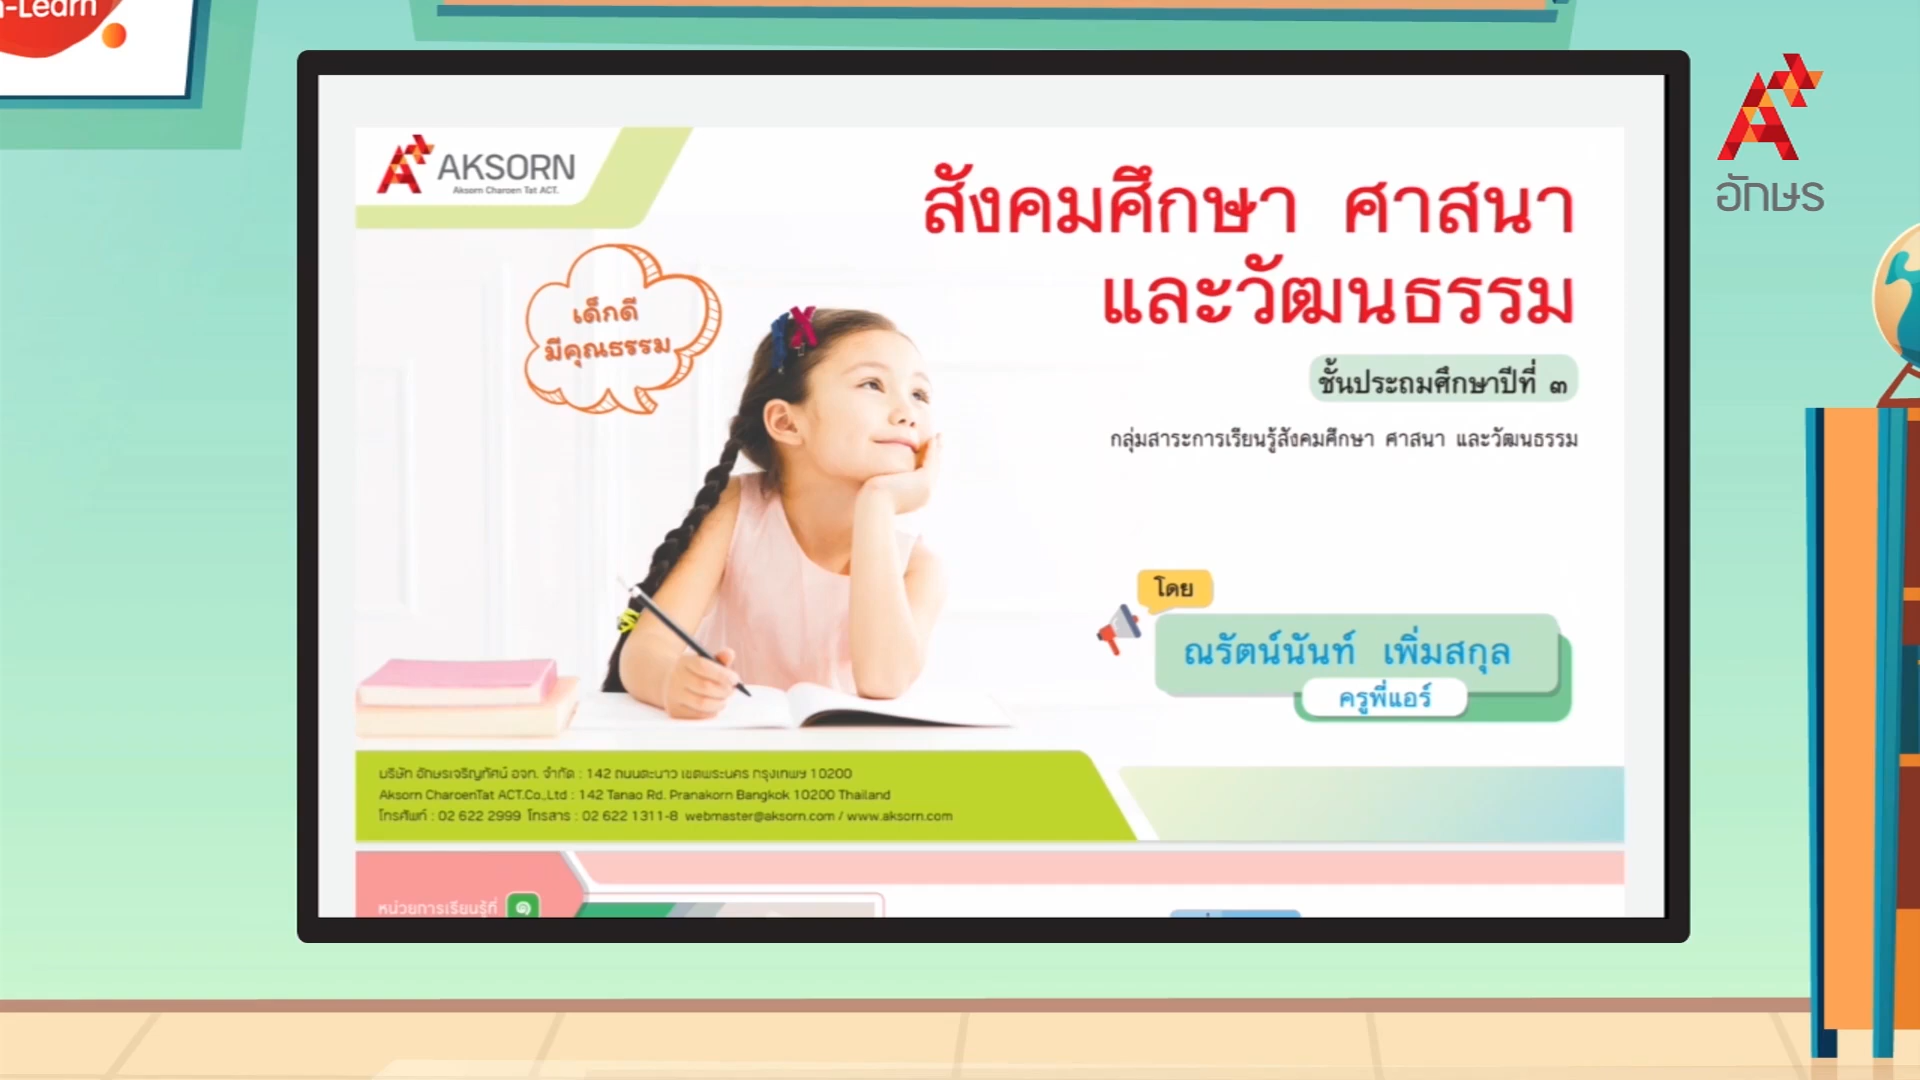 n-Learn
AKSORN
Aksorn Charoen Tat ACT.
สังคมศึกษา ศาสนา
และวัฒนธรรม
อักษร
เด็กดี
มีคุณธรรม
ชั้นประถมศึกษาปีที่ ๓
กลุ่มสาระการเรียนรู้สังคมศึกษา ศาสนา และวัฒนธรรม
โดย
ณรัตน์นันท์ เพิ่มสกุล
ครูพี่แอร์
บริษัท อักษรเจริญทัศน์ อจท. จำกัด : 142 ถนนตะนาว เขตพระนคร กรุงเทพฯ 10200
Aksorn CharoenTat ACT.Co.,Ltd : 142 Tanao Rd. Pranakorn Bangkok 10200 Thailand
โทรศัพท์ : 02 622 2999 โทรสาร : 02 622 1311-8 webmaster@aksorn.com / www.aksorn.com
หน่วยการเรียนรู้ที่ ๑